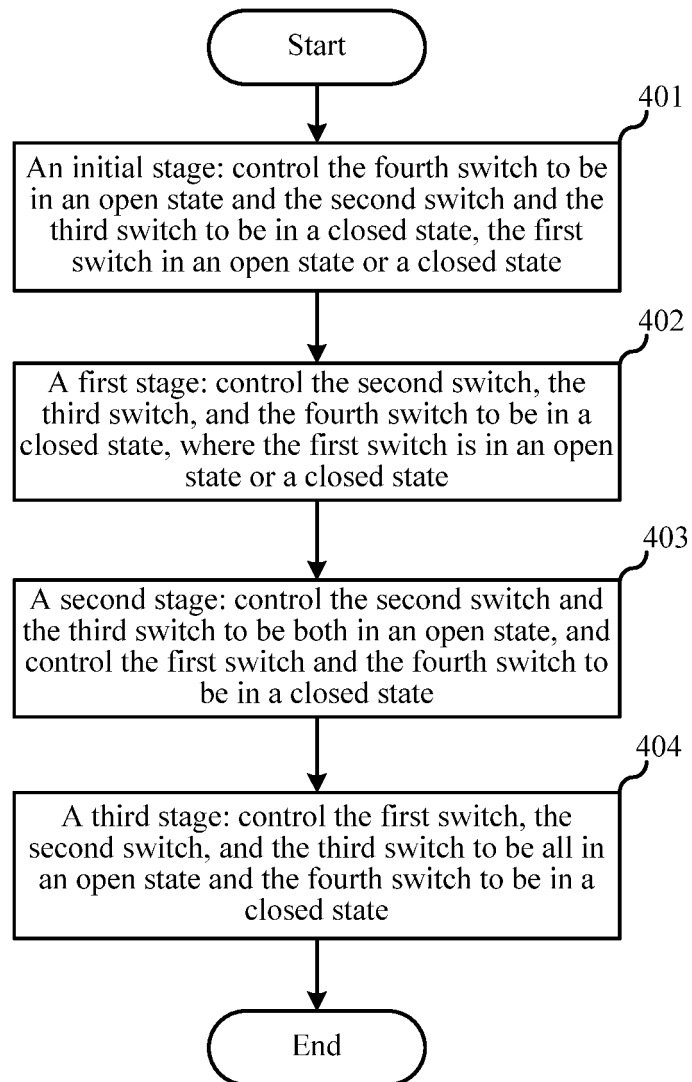 Start
401
An initial stage: control the fourth switch to be
in an open state and the second switch and the
third switch to be in a closed state, the first
switch in an open state or a closed state
402
A first stage: control the second switch, the
third switch, and the fourth switch to be in a
closed state, where the first switch is in an open
state or a closed state
403
A second stage: control the second switch and
the third switch to be both in an open state, and
control the first switch and the fourth switch to
be in a closed state
404
A third stage: control the first switch, the
second switch, and the third switch to be all in
an open state and the fourth switch to be in a
closed state
End